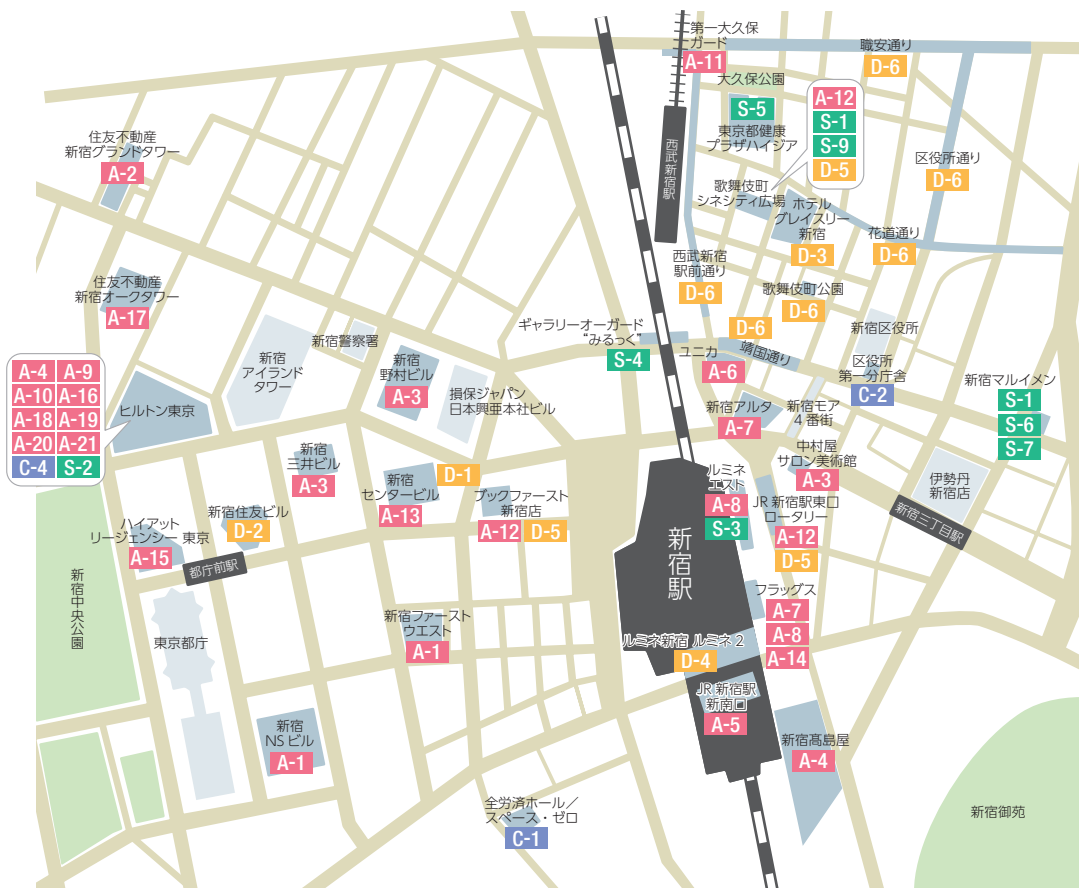 第一大久保
ガード
A-11
職安通り
D-6
大久保公園
S-5
東京都健康
プラザハイジア
A-12
S-1
S-9
D-5
住友不動産
新宿グランドタワー
A-2
西武新宿駅
区役所通り
D-6
歌舞伎町
シネシティ広場
ホテル
グレイスリー
新宿
D-3
花道通り
D-6
西武新宿
駅前通り
D-6
歌舞伎町公園
D-6
住友不動産
新宿オークタワー
A-17
ギャラリーオーガード
“みるっく”
S-4
D-6
靖国通り
新宿区役所
ユニカ
A-6
新宿警察署
新宿
アイランド
タワー
新宿
野村ビル
A-3
損保ジャパン
日本興亜本社ビル
区役所
第一分庁舎
C-2
新宿マルイメン
S-1
S-6
S-7
A-4 A-9
A-10 A-16
A-18 A-19
A-20 A-21
C-4 S-2
ヒルトン東京
新宿アルタ
A-7
新宿モア
4番街
中村屋
サロン美術館
A-3
新宿
三井ビル
A-3
新宿
センタービル
A-13
D-1
ブックファースト
新宿店
A-12 D-5
ルミネ
エスト
A-8
S-3
JR 新宿駅東口
ロータリー
A-12
D-5
伊勢丹
新宿店
新宿三丁目駅
新宿住友ビル
D-2
ハイアット
リージェンシー 東京
A-15
都庁前駅
新宿駅
新宿中央公園
東京都庁
新宿ファースト
ウエスト
A-1
フラッグス
A-7
A-8
A-14
ルミネ新宿 ルミネ2
D-4
JR 新宿駅
新南口
A-5
新宿
NSビル
A-1
新宿髙島屋
A-4
全労済ホール／
スペース・ゼロ
C-1
新宿御苑